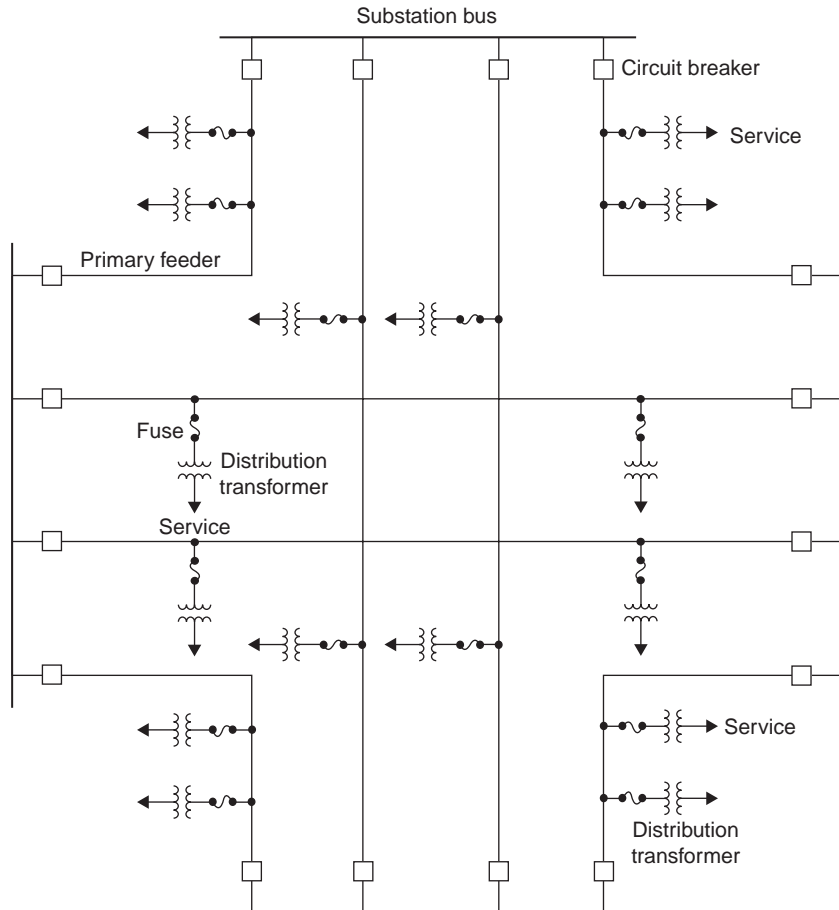 Substation bus
Circuit breaker
Service
Primary feeder
Fuse
Distribution
transformer
Service
Service
Distribution
transformer